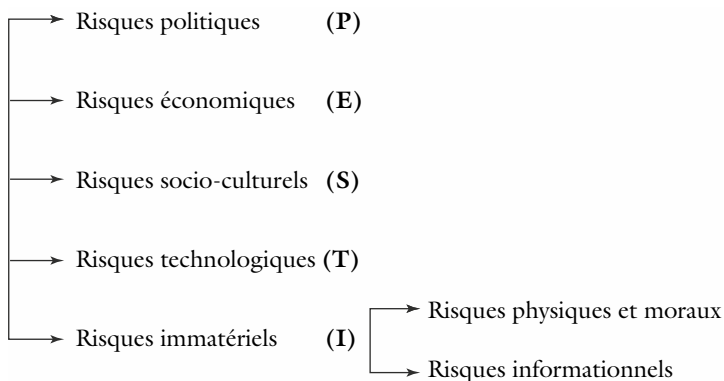 Risques politiques (P)
Risques économiques (E)
Risques socio-culturels (S)
Risques technologiques (T)
Risques immatériels (I)
Risques physiques et moraux
Risques informationnels